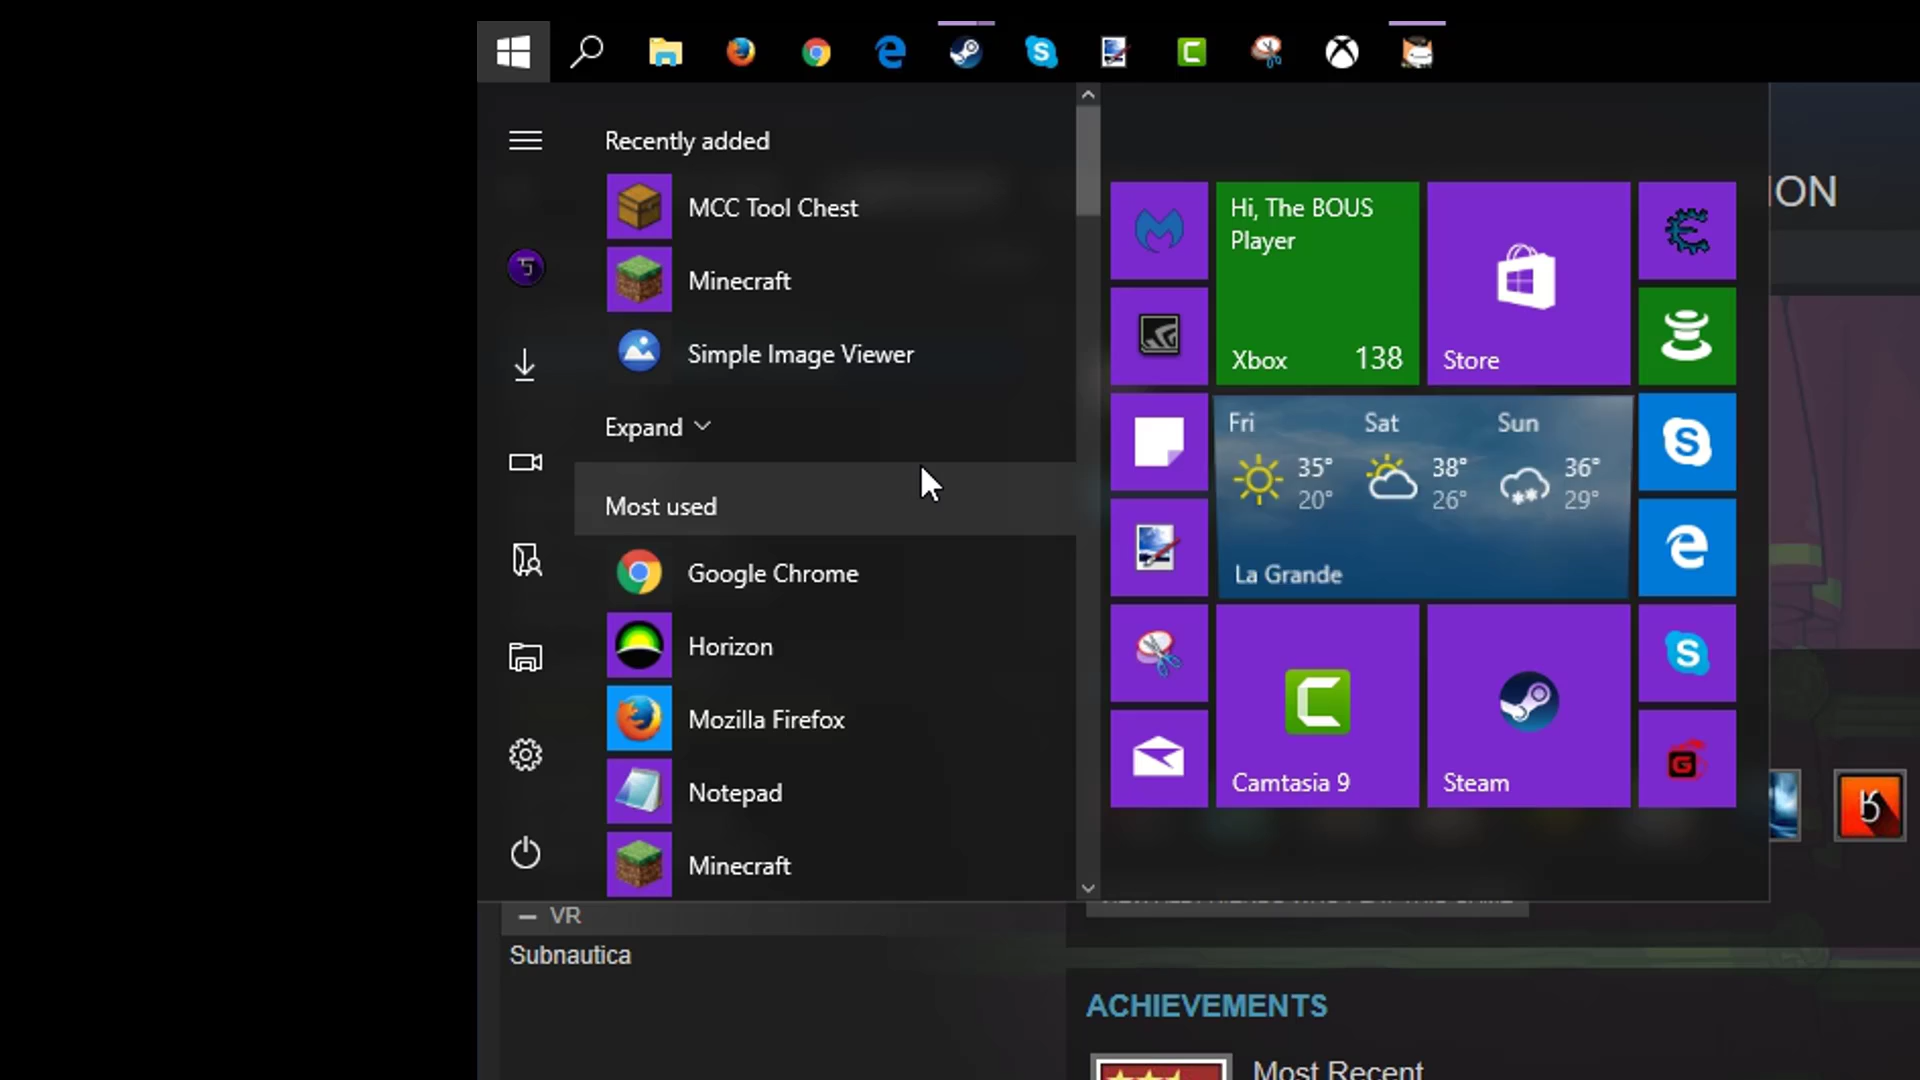 Recently added
MCC Tool Chest
Minecraft
Simple Image Viewer
Expand
Most used
Google Chrome
Horizon
Mozilla Firefox
Notepad
Minecraft
Hi, The BOUS
Player
Xbox 138
Store
Fri Sat Sun
35° 38° 36°
20° 26° 29°
La Grande
Camtasia 9
Steam
ION
VR
Subnautica
ACHIEVEMENTS
Most Recent